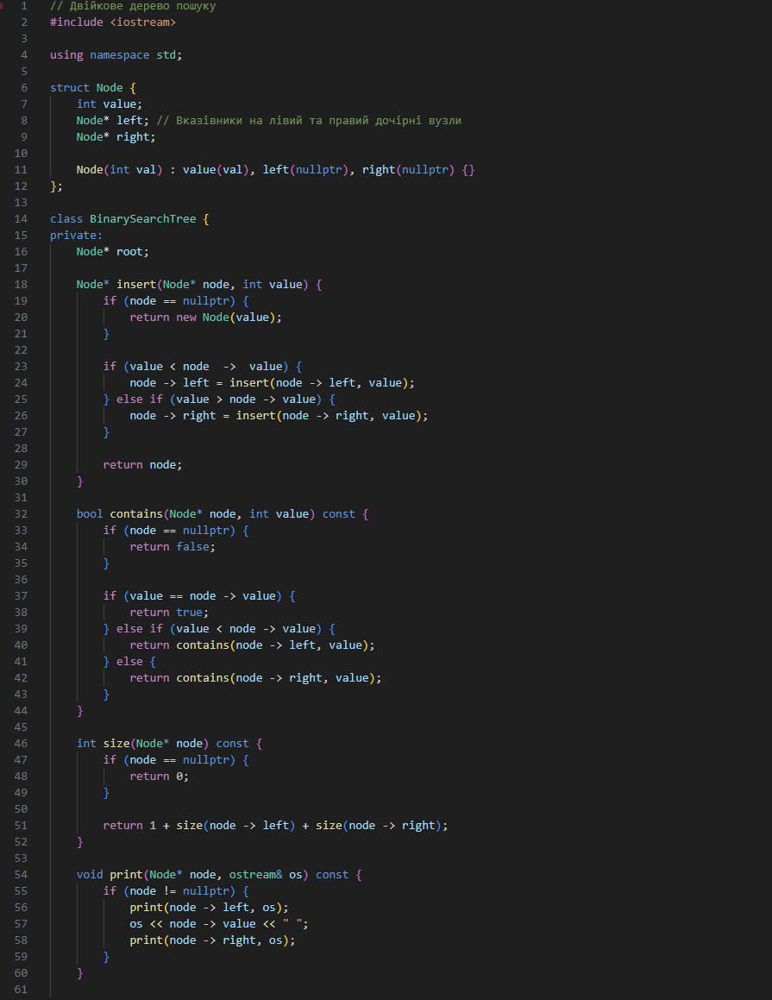 1 // Двійкове дерево пошуку
2 #include <iostream>
3
4 using namespace std;
5
6 struct Node {
7     int value;
8     Node* left; // Вказівники на лівий та правий дочірні вузли
9     Node* right;
10
11     Node(int val) : value(val), left(nullptr), right(nullptr) {}
12 };
13
14 class BinarySearchTree {
15 private:
16     Node* root;
17
18     Node* insert(Node* node, int value) {
19         if (node == nullptr) {
20             return new Node(value);
21         }
22
23         if (value < node  ->  value) {
24             node -> left = insert(node -> left, value);
25         } else if (value > node -> value) {
26             node -> right = insert(node -> right, value);
27         }
28
29         return node;
30     }
31
32     bool contains(Node* node, int value) const {
33         if (node == nullptr) {
34             return false;
35         }
36
37         if (value == node -> value) {
38             return true;
39         } else if (value < node -> value) {
40             return contains(node -> left, value);
41         } else {
42             return contains(node -> right, value);
43         }
44     }
45
46     int size(Node* node) const {
47         if (node == nullptr) {
48             return 0;
49         }
50
51         return 1 + size(node -> left) + size(node -> right);
52     }
53
54     void print(Node* node, ostream& os) const {
55         if (node != nullptr) {
56             print(node -> left, os);
57             os << node -> value << " ";
58             print(node -> right, os);
59         }
60     }
61